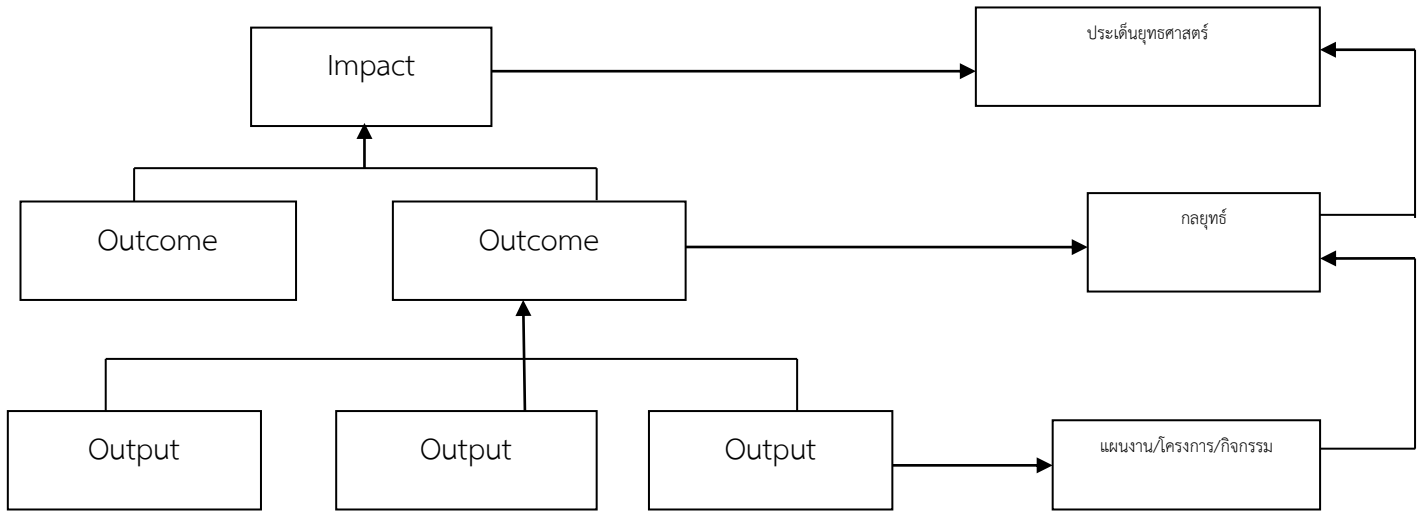 Impact
ประเด็นยุทธศาสตร์
Outcome
Outcome
กลยุทธ์
Output
Output
Output
แผนงาน/โครงการ/กิจกรรม